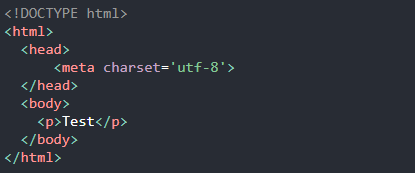 <!DOCTYPE html>
<html>
  <head>
      <meta charset='utf-8'>
  </head>
  <body>
    <p>Test</p>
  </body>
</html>